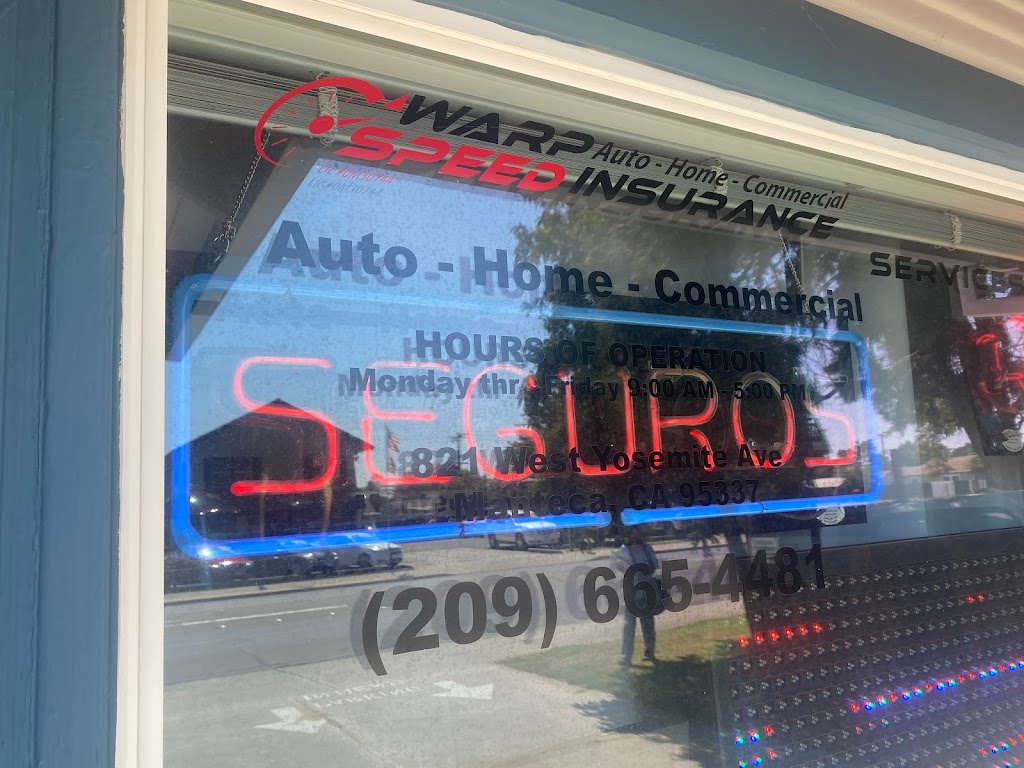 WARP
SPEED INSURANCE
Auto - Home - Commercial
SERVICES
Auto - Home - Commercial
HOURS OF OPERATION
Monday thru Friday 9:00 AM - 5:00 PM
SEGUROS
821 West Yosemite Ave
Manteca, CA 95337
(209) 665-4481